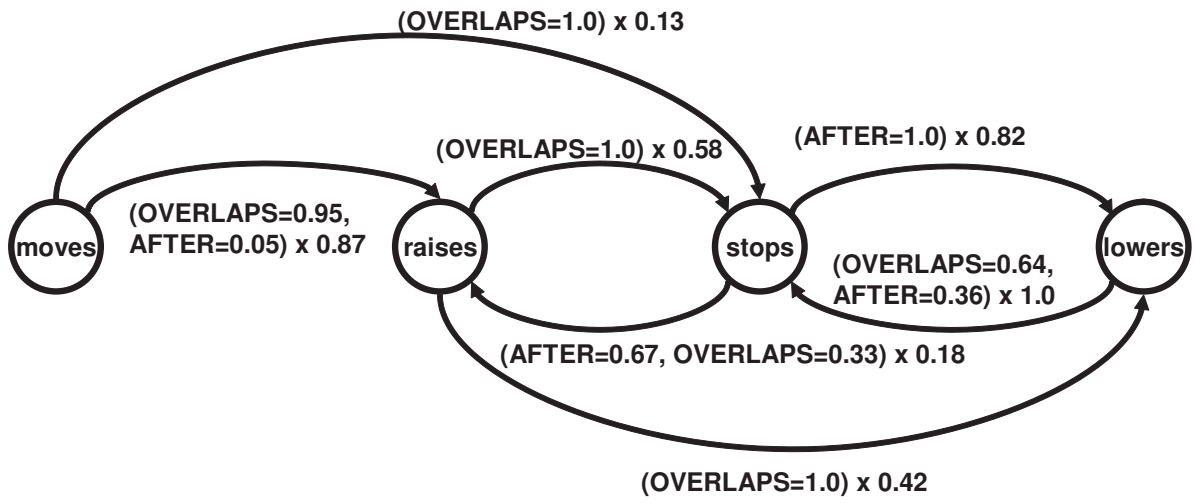 (OVERLAPS=1.0) x 0.13
(OVERLAPS=1.0) x 0.58
(AFTER=1.0) x 0.82
(OVERLAPS=0.95,
AFTER=0.05) x 0.87
moves
raises
stops
lowers
(OVERLAPS=0.64,
AFTER=0.36) x 1.0
(AFTER=0.67, OVERLAPS=0.33) x 0.18
(OVERLAPS=1.0) x 0.42